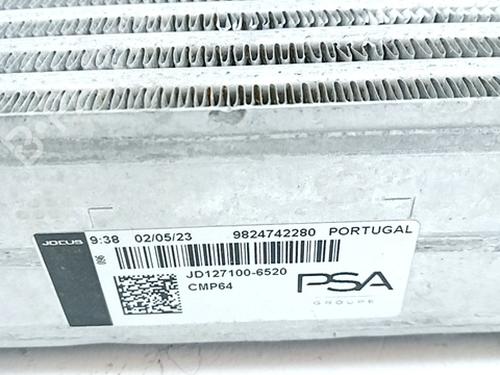 JOCUS 9:38 02/05/23 9824742280 PORTUGAL
JD127100-6520
CMP64
PSA
GROUPE